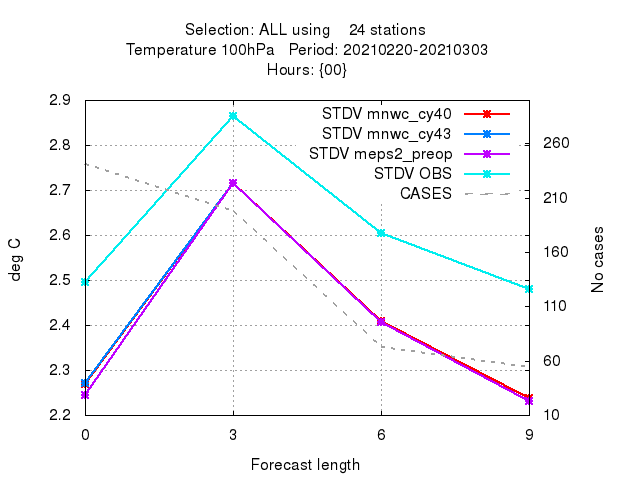 Selection: ALL using    24 stations
Temperature 100hPa   Period: 20210220-20210303
Hours: {00}
STDV mnwc_cy40
STDV mnwc_cy43
STDV meps2_preop
STDV OBS
CASES
2.9
2.8
2.7
2.6
2.5
2.4
2.3
2.2
deg C
260
210
160
110
60
10
No cases
0 3 6 9
Forecast length